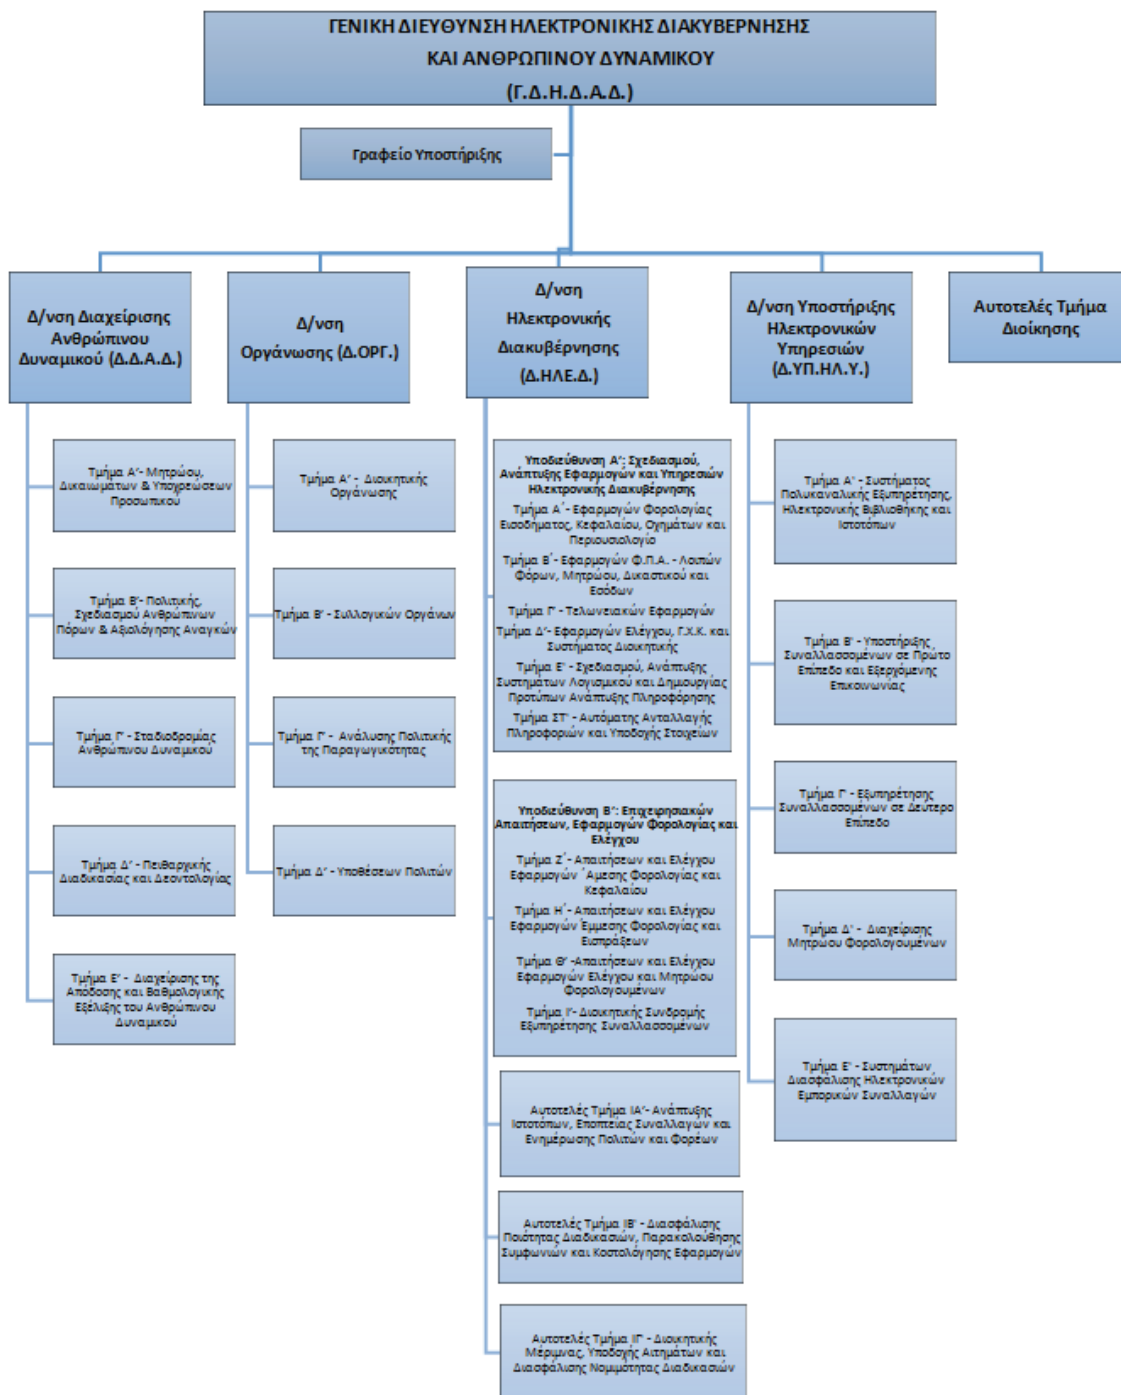 ΓΕΝΙΚΗ ΔΙΕΥΘΥΝΣΗ ΗΛΕΚΤΡΟΝΙΚΗΣ ΔΙΑΚΥΒΕΡΝΗΣΗΣ
ΚΑΙ ΑΝΘΡΩΠΙΝΟΥ ΔΥΝΑΜΙΚΟΥ
(Γ.Δ.Η.Δ.Α.Δ.)
Γραφείο Υποστήριξης
Δ/νση Διαχείρισης
Ανθρώπινου
Δυναμικού (Δ.Δ.Α.Δ.)
Τμήμα Α'- Μητρώου,
Δικαιωμάτων & Υποχρεώσεων
Προσωπικού
Τμήμα Β'- Πολιτικής,
Σχεδιασμού Ανθρώπινων
Πόρων & Αξιολόγησης Αναγκών
Τμήμα Γ' - Σταδιοδρομίας
Ανθρώπινου Δυναμικού
Τμήμα Δ' - Πειθαρχικής
Διαδικασίας και Δεοντολογίας
Τμήμα Ε' - Διαχείρισης της
Απόδοσης και Βαθμολογικής
Εξέλιξης του Ανθρώπινου
Δυναμικού
Δ/νση
Οργάνωσης (Δ.ΟΡΓ.)
Τμήμα Α' - Διοικητικής
Οργάνωσης
Τμήμα Β' - Συλλογικών Οργάνων
Τμήμα Γ' - Ανάλυσης Πολιτικής
της Παραγωγικότητας
Τμήμα Δ' - Υποθέσεων Πολιτών
Δ/νση
Ηλεκτρονικής
Διακυβέρνησης
(Δ.ΗΛΕ.Δ.)
Υποδιεύθυνση Α': Σχεδιασμού,
Ανάπτυξης Εφαρμογών και Υπηρεσιών
Ηλεκτρονικής Διακυβέρνησης
Τμήμα Α΄- Εφαρμογών Φορολογίας
Εισοδήματος, Κεφαλαίου, Οχημάτων και
Περιουσιολογίο
Τμήμα Β΄- Εφαρμογών Φ.Π.Α. - Λοιπών
Φόρων, Μητρώου, Δικαστικού και
Εσόδων
Τμήμα Γ' - Τελωνειακών Εφαρμογών
Τμήμα Δ'- Εφαρμογών Ελέγχου, Γ.Χ.Κ. και
Συστήματος Διοικητικής
Τμήμα Ε' - Σχεδιασμού, Ανάπτυξης
Συστημάτων Λογισμικού και Δημιουργίας
Προτύπων Ανάπτυξης Πληροφόρησης
Τμήμα ΣΤ' - Αυτόματης Ανταλλαγής
Πληροφοριών και Υποδοχής Στοιχείων
Υποδιεύθυνση Β': Επιχειρησιακών
Απαιτήσεων, Εφαρμογών Φορολογίας και
Ελέγχου
Τμήμα Ζ΄- Απαιτήσεων και Ελέγχου
Εφαρμογών ΄Αμεσης Φορολογίας και
Κεφαλαίου
Τμήμα Η΄- Απαιτήσεων και Ελέγχου
Εφαρμογών Έμμεσης Φορολογίας και
Εισπράξεων
Τμήμα Θ' -Απαιτήσεων και Ελέγχου
Εφαρμογών Ελέγχου και Μητρώου
Φορολογουμένων
Τμήμα Ι'- Διοικητικής Συνδρομής
Εξυπηρέτησης Συναλλασσομένων
Αυτοτελές Τμήμα ΙΑ'- Ανάπτυξης
Ιστοτόπων, Εποπτείας Συναλλαγών και
Ενημέρωσης Πολιτών και Φορέων
Αυτοτελές Τμήμα ΙΒ' - Διασφάλισης
Ποιότητας Διαδικασιών, Παρακολούθησης
Συμφωνιών και Κοστολόγησης Εφαρμογών
Αυτοτελές Τμήμα ΙΓ' - Διοικητικής
Μέριμνας, Υποδοχής Αιτημάτων και
Διασφάλισης Νομιμότητας Διαδικασιών
Δ/νση Υποστήριξης
Ηλεκτρονικών
Υπηρεσιών
(Δ.ΥΠ.ΗΛ.Υ.)
Τμήμα Α' - Συστήματος
Πολυκαναλικής Εξυπηρέτησης,
Ηλεκτρονικής Βιβλιοθήκης και
Ιστοτόπων
Τμήμα Β' - Υποστήριξης
Συναλλασσομένων σε Πρώτο
Επίπεδο και Εξερχόμενης
Επικοινωνίας
Τμήμα Γ' - Εξυπηρέτησης
Συναλλασσομένων σε Δεύτερο
Επίπεδο
Τμήμα Δ' - Διαχείρισης
Μητρώου Φορολογουμένων
Τμήμα Ε' - Συστημάτων
Διασφάλισης Ηλεκτρονικών
Εμπορικών Συναλλαγών
Αυτοτελές Τμήμα
Διοίκησης